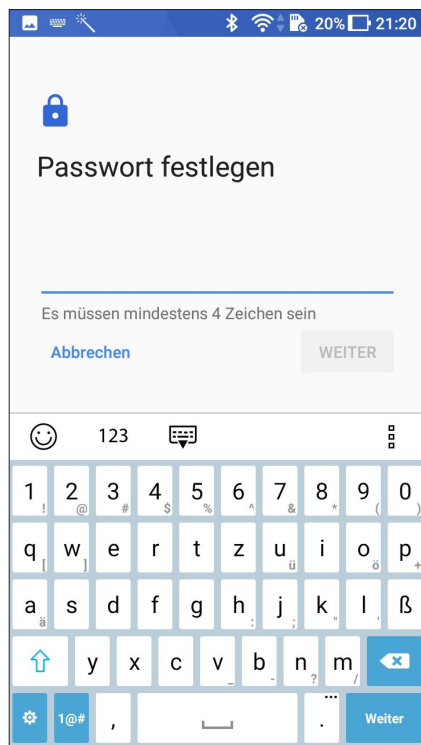 20% 21:20
Passwort festlegen
Es müssen mindestens 4 Zeichen sein
Abbrechen WEITER
123
1 ! 2 @ 3 # 4 $ 5 % 6 ^ 7 & 8 * 9 ( 0 )
q [ w ] e r t z u ü i o ö p +
a ä s d f g h : j ; k " l ' ß
y x c v _ b - n ? m /
1@# , . ... Weiter